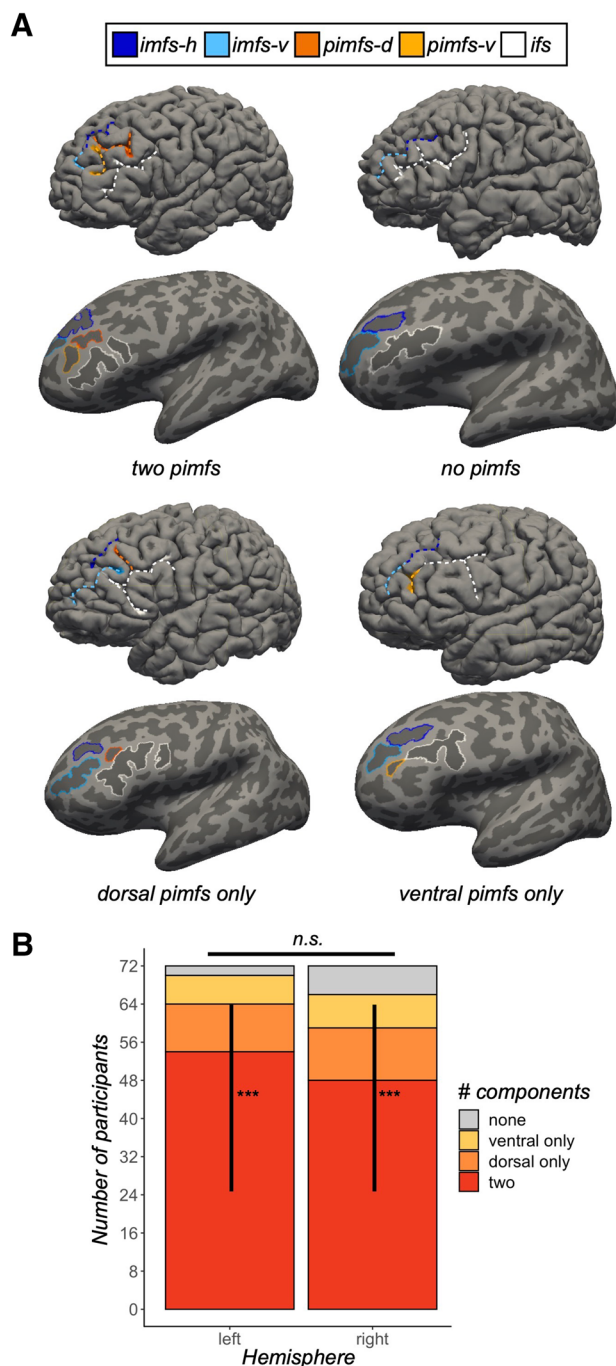 A
imfs-h imfs-v pimfs-d pimfs-v ifs
two pimfs no pimfs
dorsal pimfs only ventral pimfs only
B
n.s.
72
64
56
48
40
32
24
16
8
0
Number of participants
*** ***
# components
none
ventral only
dorsal only
two
left right
Hemisphere